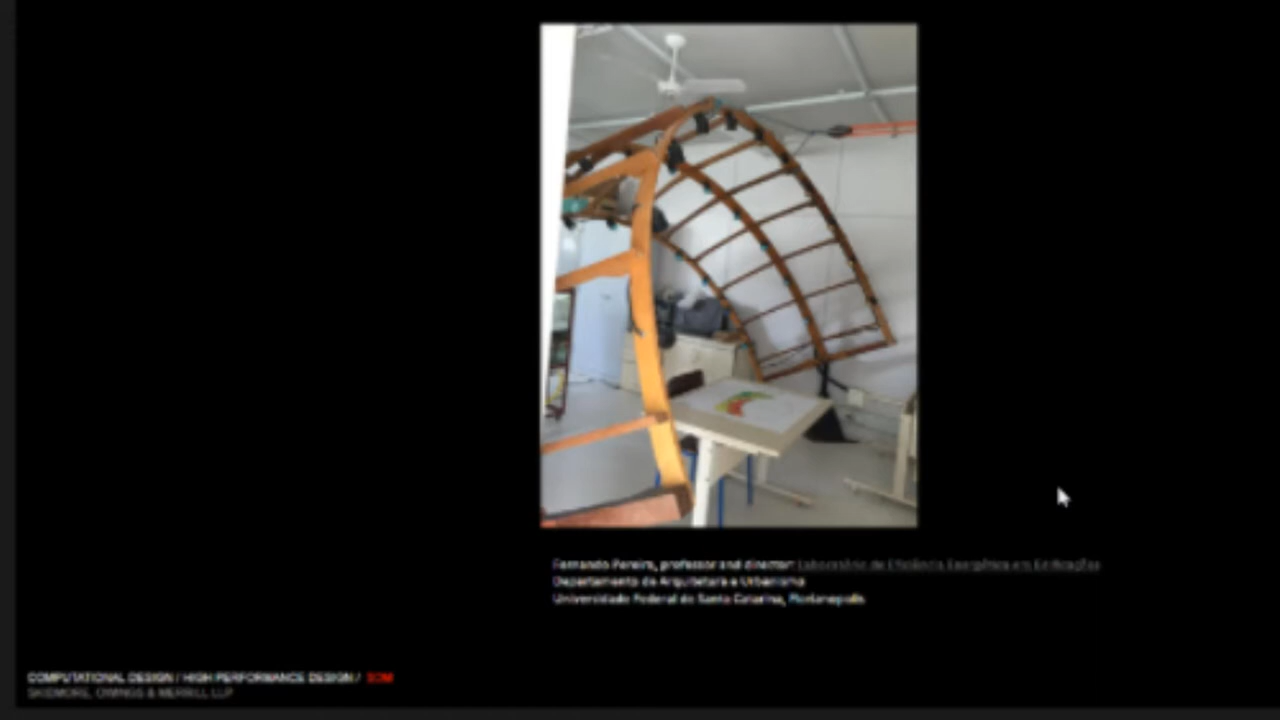 Fernando Pereira, professor and director: Laboratório de Eficiência Energética em Edificações
Departamento de Arquitetura e Urbanismo
Universidade Federal de Santa Catarina, Florianopolis
COMPUTATIONAL DESIGN / HIGH PERFORMANCE DESIGN / SOM
SKIDMORE, OWINGS & MERRILL LLP